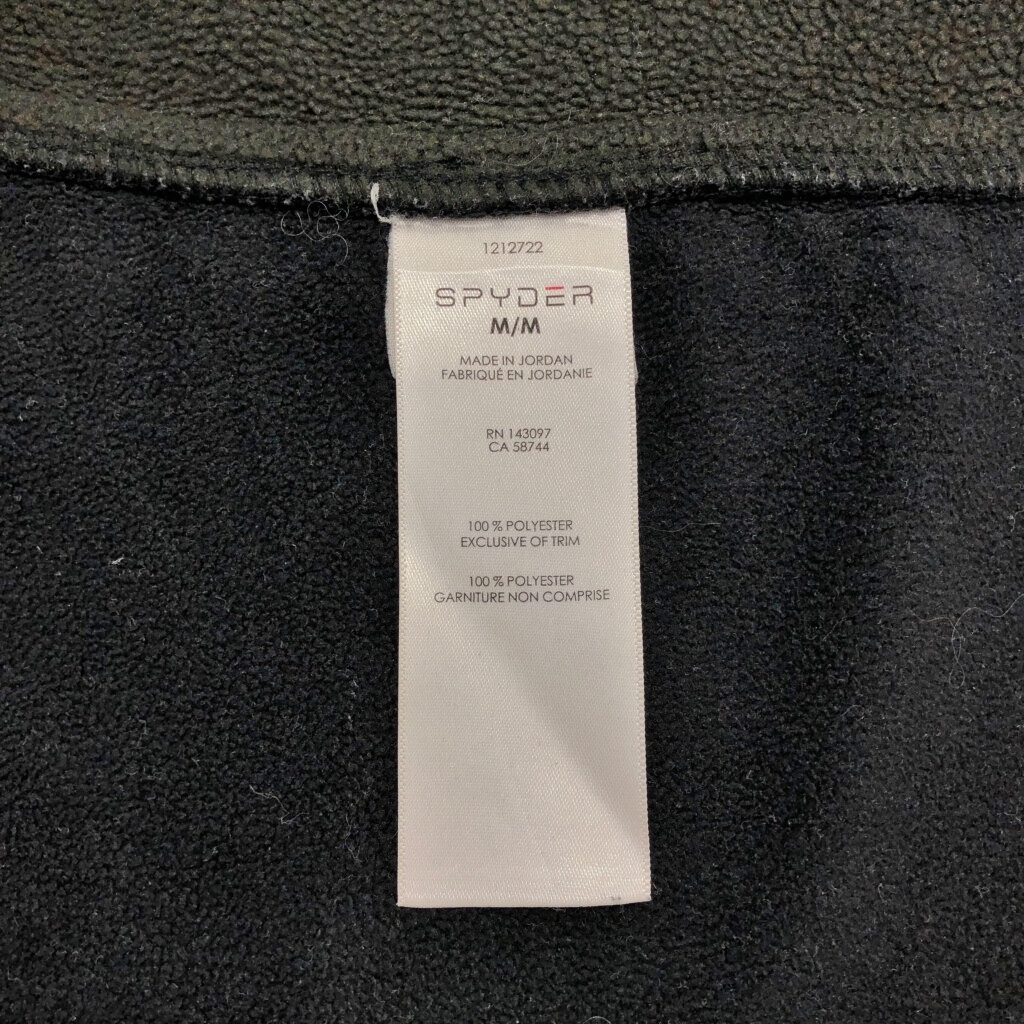 1212722
SPYDER
M/M
MADE IN JORDAN
FABRIQUÉ EN JORDANIE
RN 143097
CA 58744
100 % POLYESTER
EXCLUSIVE OF TRIM
100 % POLYESTER
GARNITURE NON COMPRISE